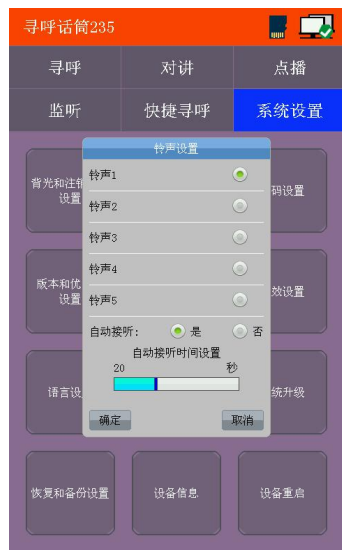 寻呼话筒235
寻呼 对讲 点播
监听 快捷寻呼 系统设置
铃声设置
铃声1
铃声2
铃声3
铃声4
铃声5
自动接听: 是 否
自动接听时间设置
20 秒
确定 取消
背光和注销
设置
码设置
版本和优
设置
效设置
语言设
统升级
恢复和备份设置 设备信息 设备重启